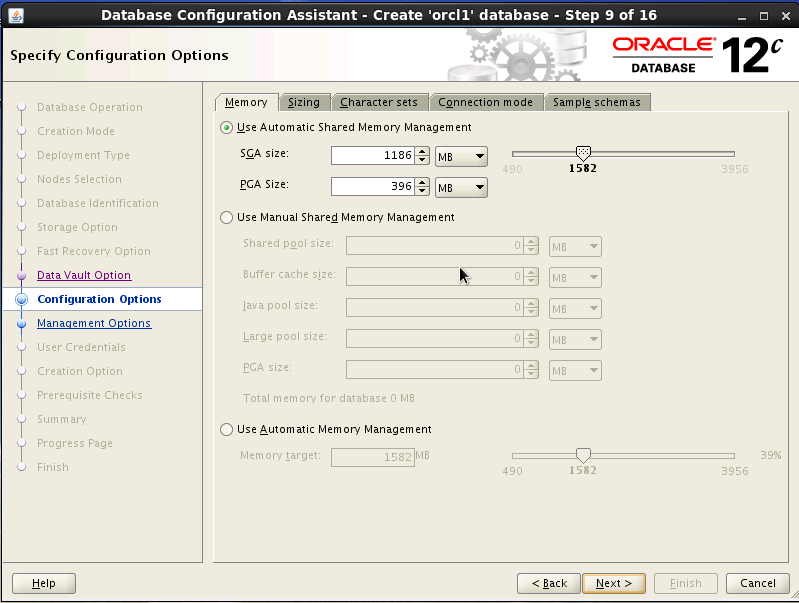 Database Configuration Assistant - Create 'orcl1' database - Step 9 of 16
Specify Configuration Options
ORACLE®
DATABASE
12c
Database Operation
Creation Mode
Deployment Type
Nodes Selection
Database Identification
Storage Option
Fast Recovery Option
Data Vault Option
Configuration Options
Management Options
User Credentials
Creation Option
Prerequisite Checks
Summary
Progress Page
Finish
Memory Sizing Character sets Connection mode Sample schemas
Use Automatic Shared Memory Management
SGA size: 1186 MB
490 1582 3956
PGA Size: 396 MB
Use Manual Shared Memory Management
Shared pool size: 0 MB
Buffer cache size: 0 MB
Java pool size: 0 MB
Large pool size: 0 MB
PGA size: 0 MB
Total memory for database 0 MB
Use Automatic Memory Management
Memory target: 1582 MB 39%
490 1582 3956
Help < Back Next > Finish Cancel